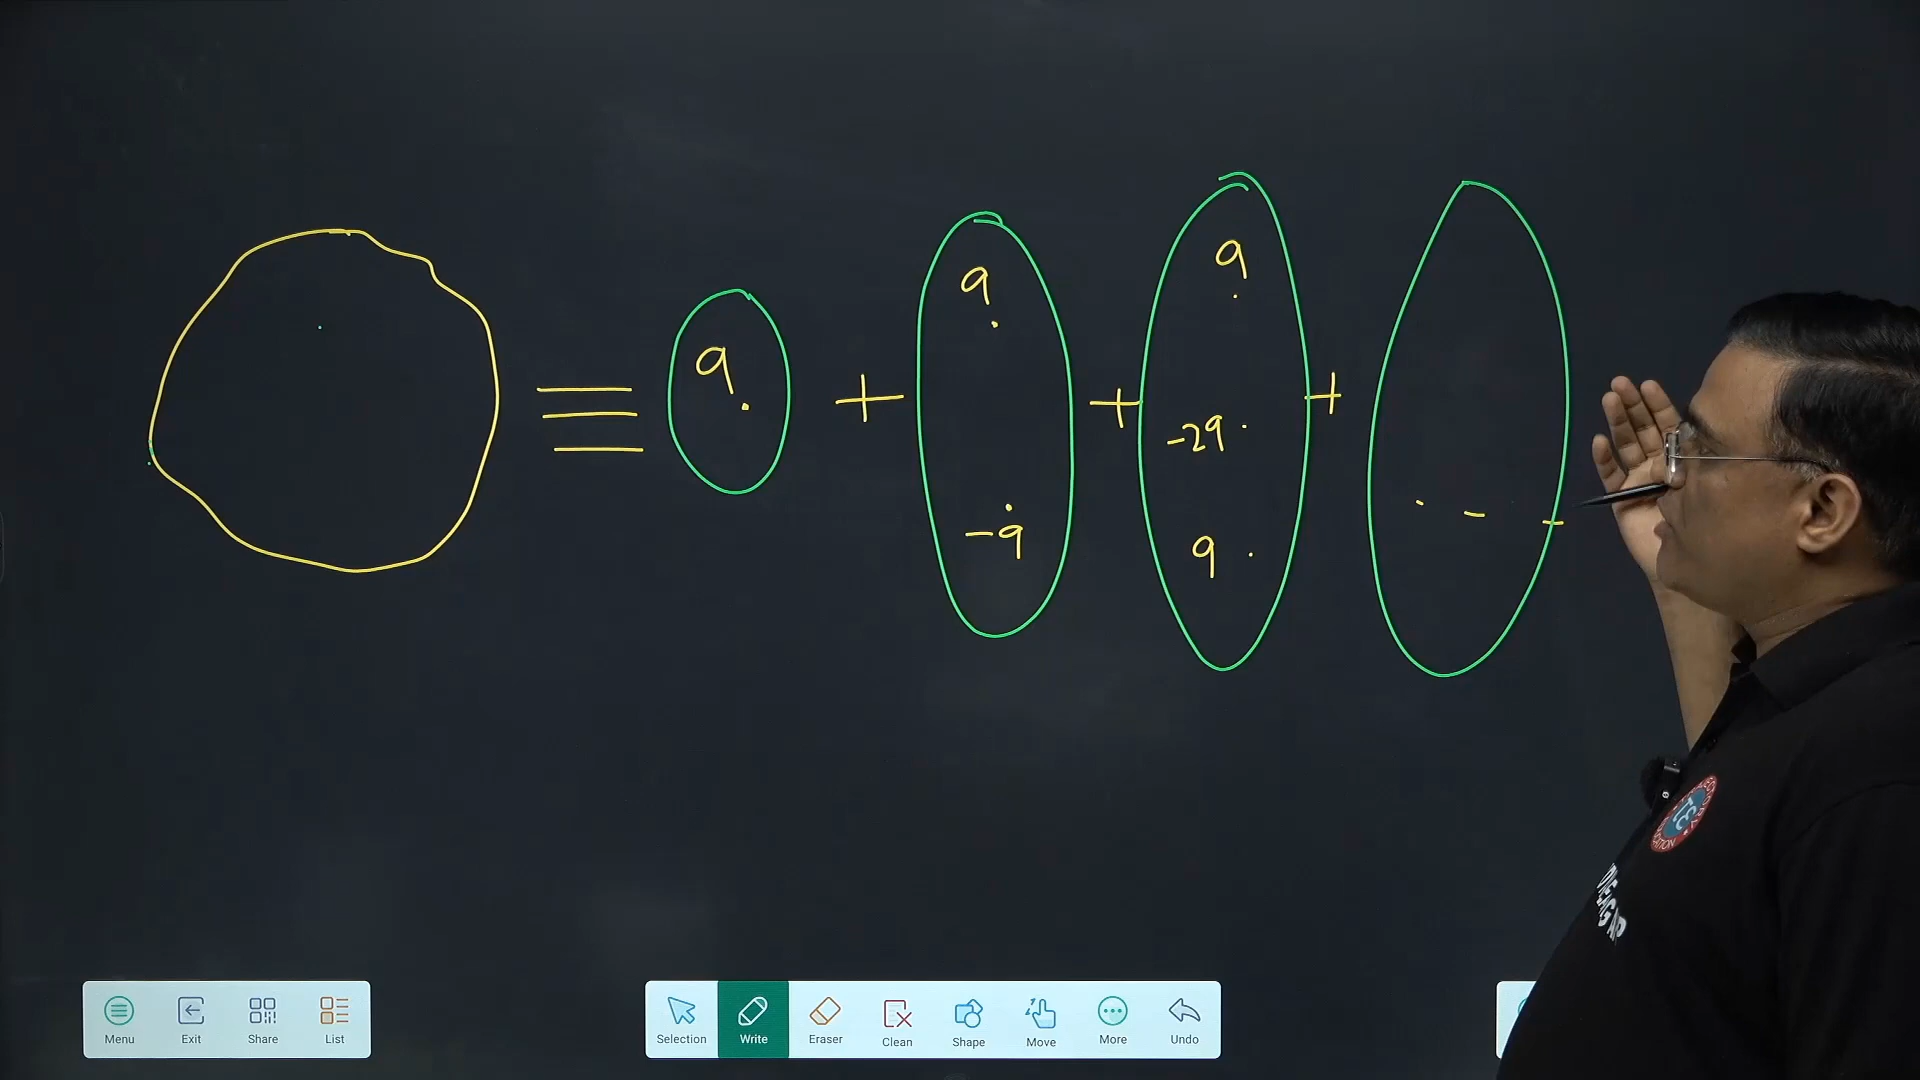 ≡ q + q + q +
-q
-2q
q
Menu Exit Share List
Selection Write Eraser Clean Shape Move More Undo